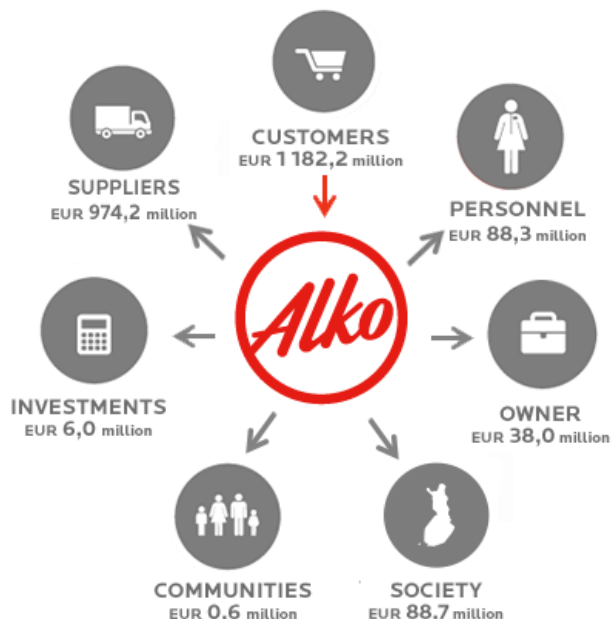 CUSTOMERS
EUR 1 182,2 million
SUPPLIERS
EUR 974,2 million
PERSONNEL
EUR 88,3 million
Alko
INVESTMENTS
EUR 6,0 million
OWNER
EUR 38,0 million
COMMUNITIES
EUR 0,6 million
SOCIETY
EUR 88,7 million